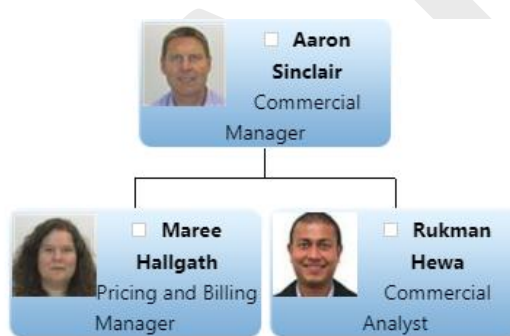 Aaron
Sinclair
Commercial
Manager
Maree
Hallgath
Pricing and Billing
Manager
Rukman
Hewa
Commercial
Analyst